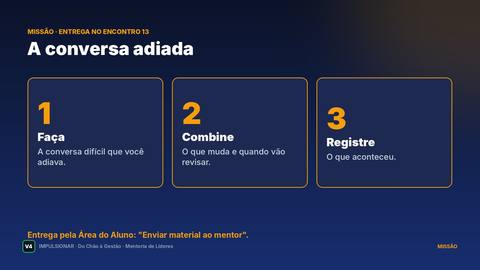 MISSÃO · ENTREGA NO ENCONTRO 13
A conversa adiada
1
Faça
A conversa difícil que você
adiava.
2
Combine
O que muda e quando vão
revisar.
3
Registre
O que aconteceu.
Entrega pela Área do Aluno: "Enviar material ao mentor".
V4
IMPULSIONAR · Do Chão à Gestão · Mentoria de Líderes
MISSÃO